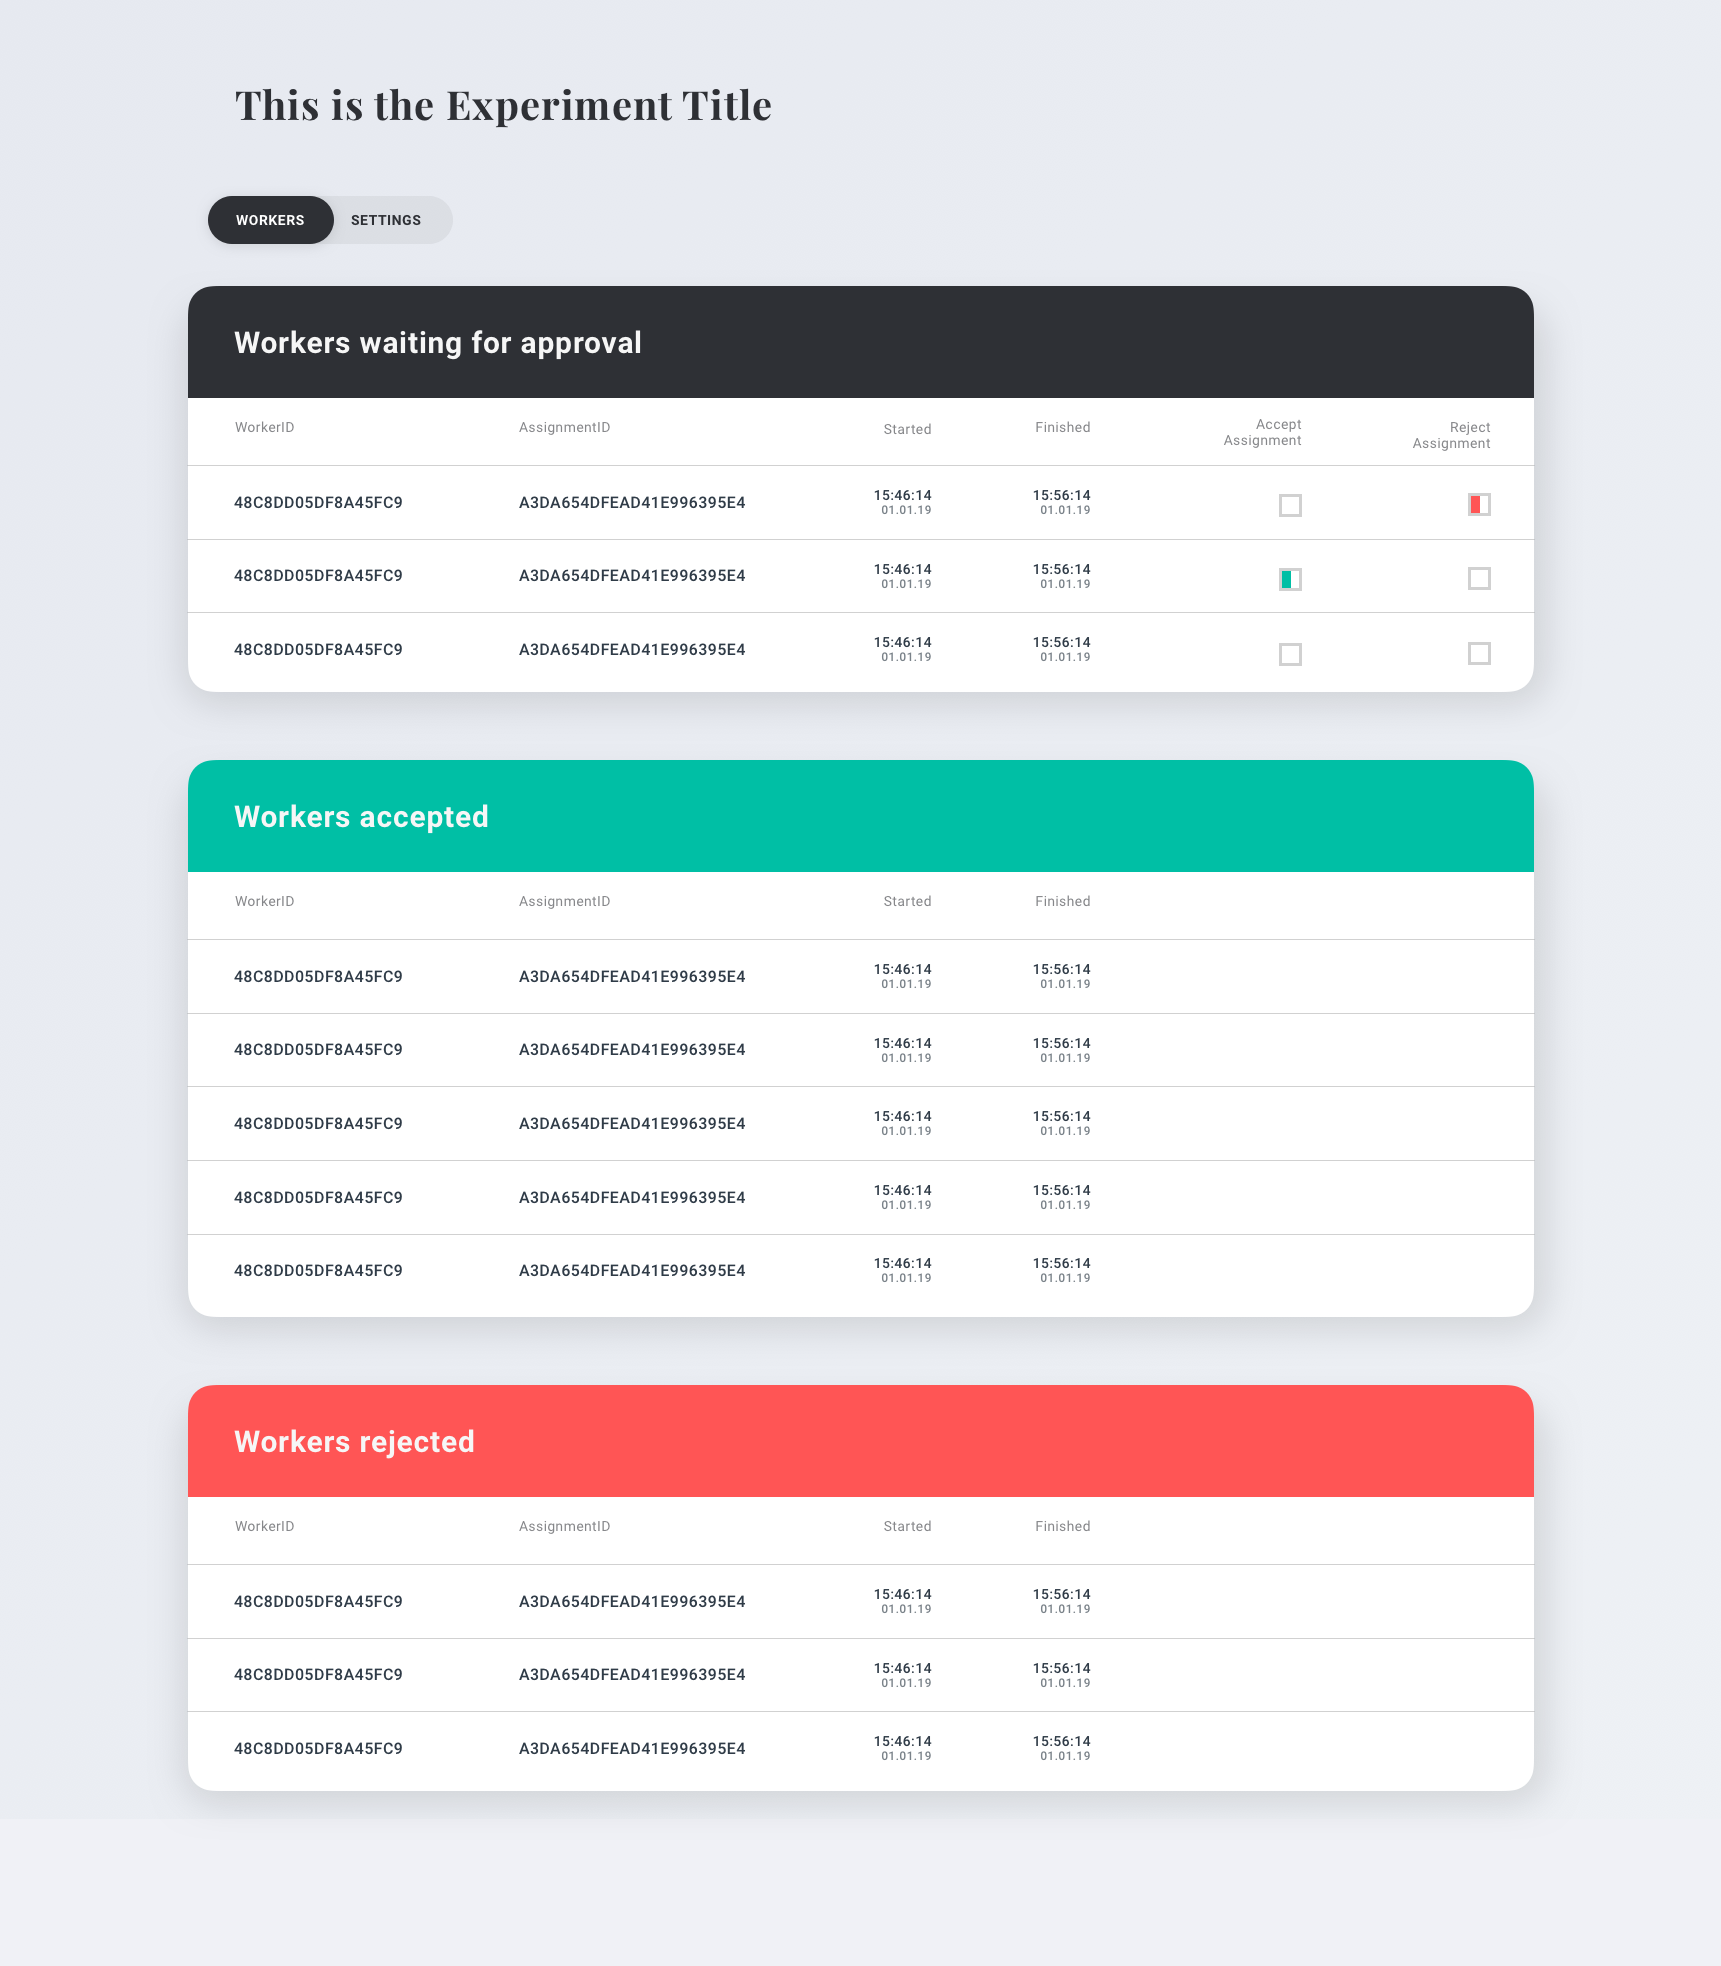 This is the Experiment Title
WORKERS SETTINGS
Workers waiting for approval
WorkerID AssignmentID Started Finished Accept Assignment Reject Assignment
48C8DD05DF8A45FC9 A3DA654DFEAD41E996395E4 15:46:14 15:56:14
01.01.19 01.01.19
48C8DD05DF8A45FC9 A3DA654DFEAD41E996395E4 15:46:14 15:56:14
01.01.19 01.01.19
48C8DD05DF8A45FC9 A3DA654DFEAD41E996395E4 15:46:14 15:56:14
01.01.19 01.01.19
Workers accepted
WorkerID AssignmentID Started Finished
48C8DD05DF8A45FC9 A3DA654DFEAD41E996395E4 15:46:14 15:56:14
01.01.19 01.01.19
48C8DD05DF8A45FC9 A3DA654DFEAD41E996395E4 15:46:14 15:56:14
01.01.19 01.01.19
48C8DD05DF8A45FC9 A3DA654DFEAD41E996395E4 15:46:14 15:56:14
01.01.19 01.01.19
48C8DD05DF8A45FC9 A3DA654DFEAD41E996395E4 15:46:14 15:56:14
01.01.19 01.01.19
48C8DD05DF8A45FC9 A3DA654DFEAD41E996395E4 15:46:14 15:56:14
01.01.19 01.01.19
Workers rejected
WorkerID AssignmentID Started Finished
48C8DD05DF8A45FC9 A3DA654DFEAD41E996395E4 15:46:14 15:56:14
01.01.19 01.01.19
48C8DD05DF8A45FC9 A3DA654DFEAD41E996395E4 15:46:14 15:56:14
01.01.19 01.01.19
48C8DD05DF8A45FC9 A3DA654DFEAD41E996395E4 15:46:14 15:56:14
01.01.19 01.01.19